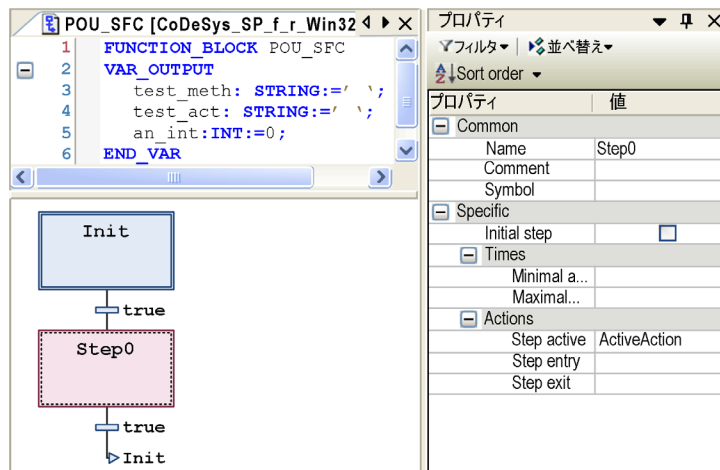 POU_SFC [CoDeSys_SP_f_r_Win32
1 FUNCTION_BLOCK POU_SFC
2 VAR_OUTPUT
3 test_meth: STRING:=′ ‵;
4 test_act: STRING:=′ ‵;
5 an_int:INT:=0;
6 END_VAR
Init
true
Step0
true
Init
プロパティ
フィルタ 並べ替え
Sort order
プロパティ 値
Common
Name Step0
Comment
Symbol
Specific
Initial step
Times
Minimal a...
Maximal...
Actions
Step active ActiveAction
Step entry
Step exit